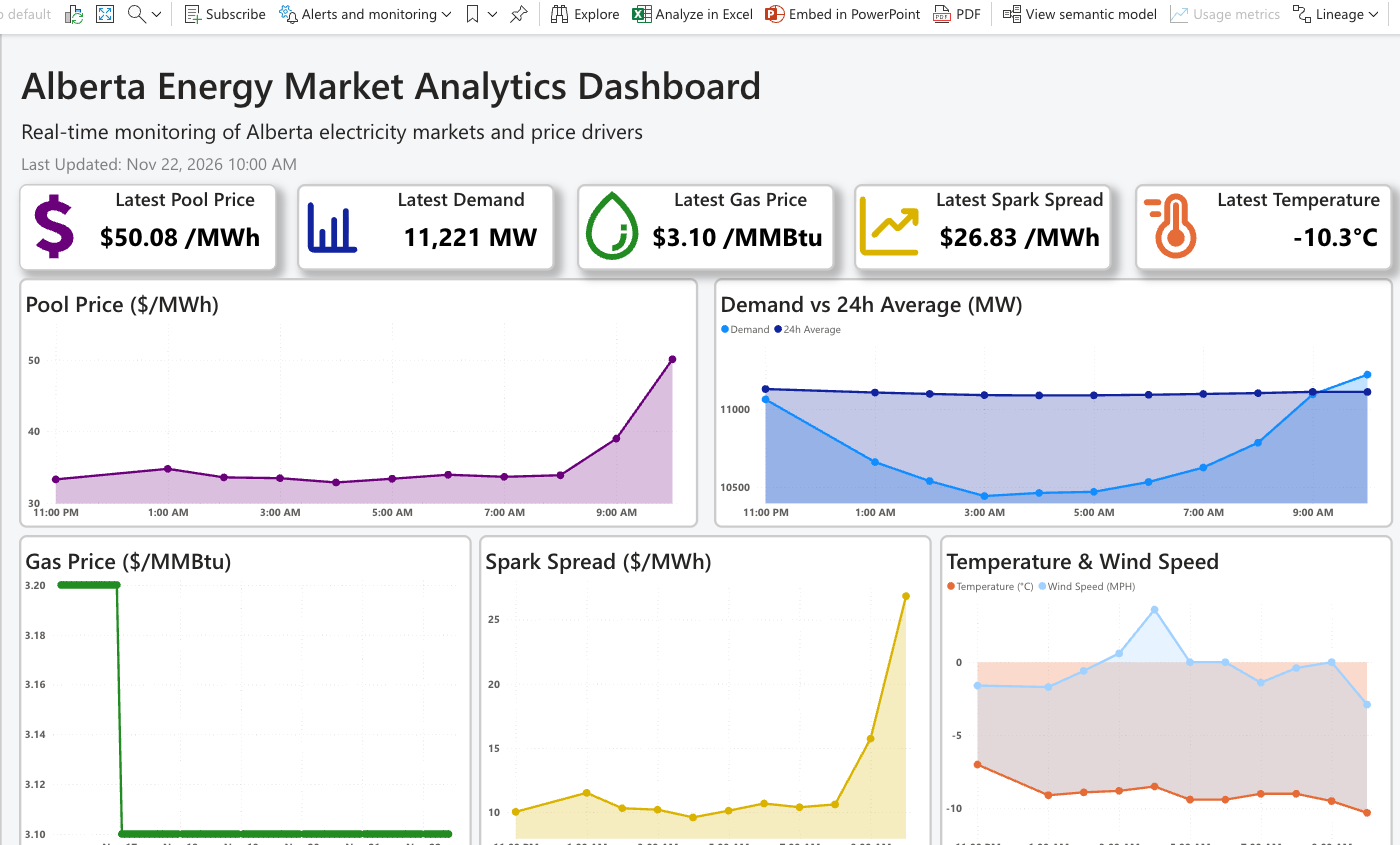 default Subscribe Alerts and monitoring Explore Analyze in Excel Embed in PowerPoint PDF View semantic model Usage metrics Lineage
Alberta Energy Market Analytics Dashboard
Real-time monitoring of Alberta electricity markets and price drivers
Last Updated: Nov 22, 2026 10:00 AM
Latest Pool Price
$50.08 /MWh
Latest Demand
11,221 MW
Latest Gas Price
$3.10 /MMBtu
Latest Spark Spread
$26.83 /MWh
Latest Temperature
-10.3°C
Pool Price ($/MWh)
50
40
30
11:00 PM 1:00 AM 3:00 AM 5:00 AM 7:00 AM 9:00 AM
Demand vs 24h Average (MW)
Demand 24h Average
11000
10500
11:00 PM 1:00 AM 3:00 AM 5:00 AM 7:00 AM 9:00 AM
Gas Price ($/MMBtu)
3.20
3.18
3.16
3.14
3.12
3.10
Spark Spread ($/MWh)
25
20
15
10
Temperature & Wind Speed
Temperature (°C) Wind Speed (MPH)
0
-5
-10